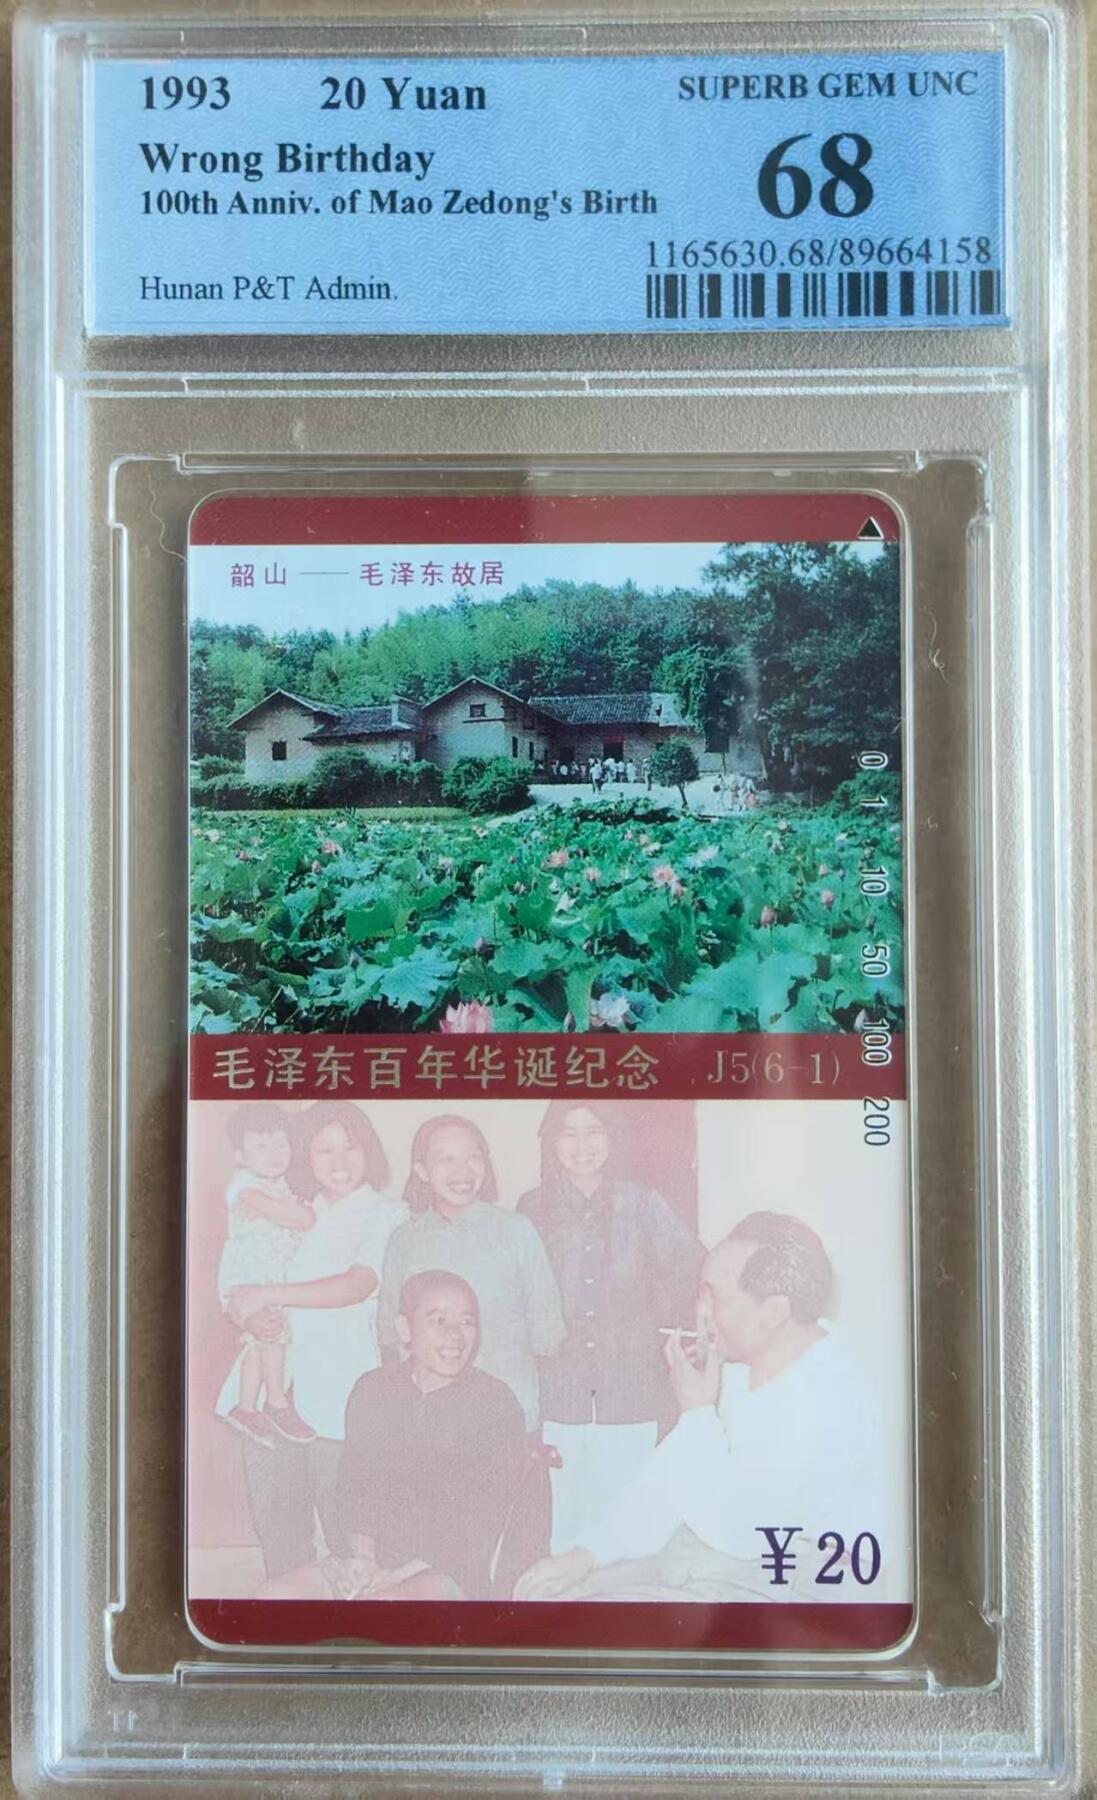 1993 20 Yuan SUPERB GEM UNC
Wrong Birthday 68
100th Anniv. of Mao Zedong's Birth
1165630.68/89664158
Hunan P&T Admin.
韶山——毛泽东故居
0 1 10 50 100 200
毛泽东百年华诞纪念 J5(6-1)
¥20